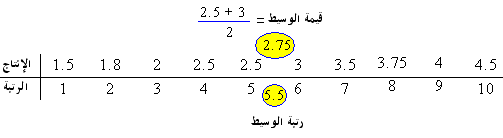 قيمة الوسيط = (2.5 + 3) / 2
2.75
الإنتاج 1.5 1.8 2 2.5 2.5 3 3.5 3.75 4 4.5
الرتبة 1 2 3 4 5 5.5 6 7 8 9 10
رتبة الوسيط